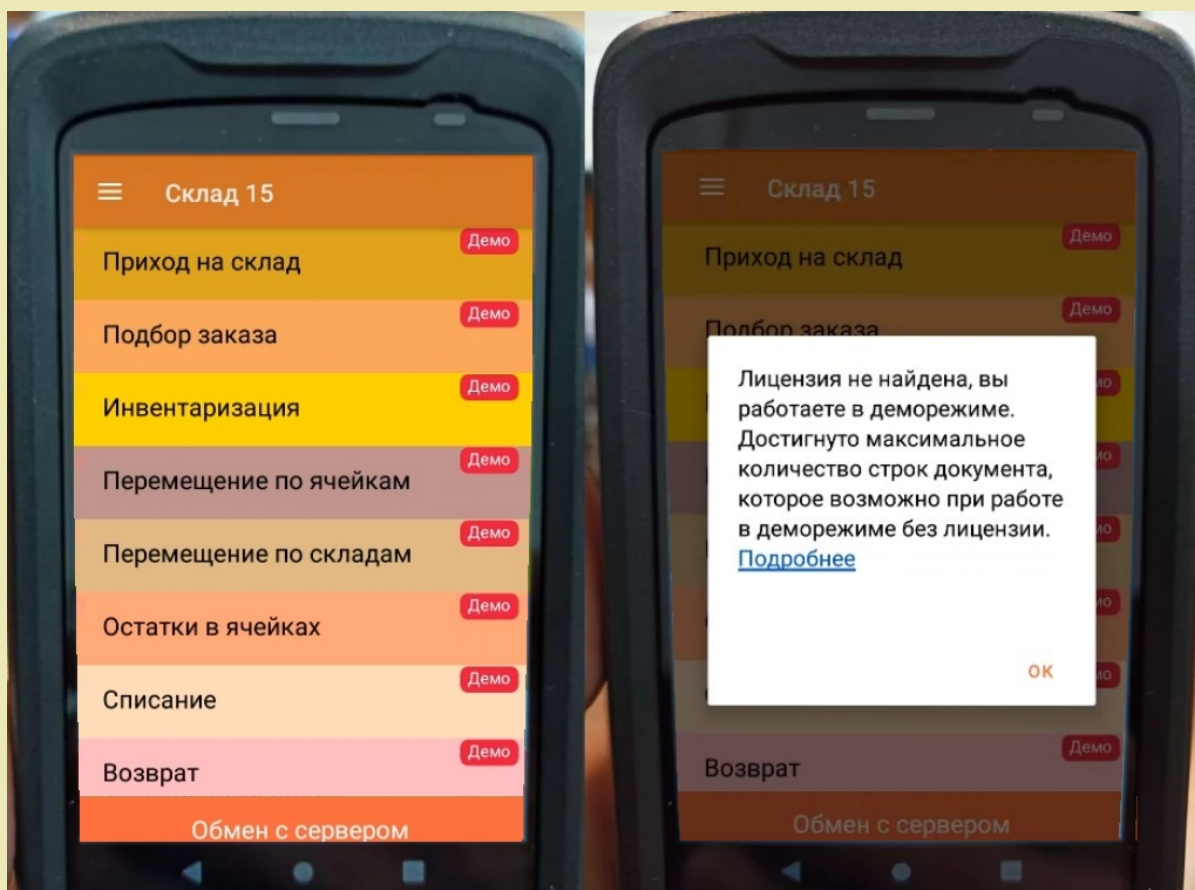 Склад 15
Демо
Приход на склад
Демо
Подбор заказа
Демо
Инвентаризация
Демо
Перемещение по ячейкам
Демо
Перемещение по складам
Демо
Остатки в ячейках
Демо
Списание
Демо
Возврат
Обмен с сервером
Склад 15
Демо
Приход на склад
Демо
Подбор заказа
Лицензия не найдена, вы
работаете в деморежиме.
Достигнуто максимальное
количество строк документа,
которое возможно при работе
в деморежиме без лицензии.
Подробнее
ОК
Демо
Возврат
Обмен с сервером